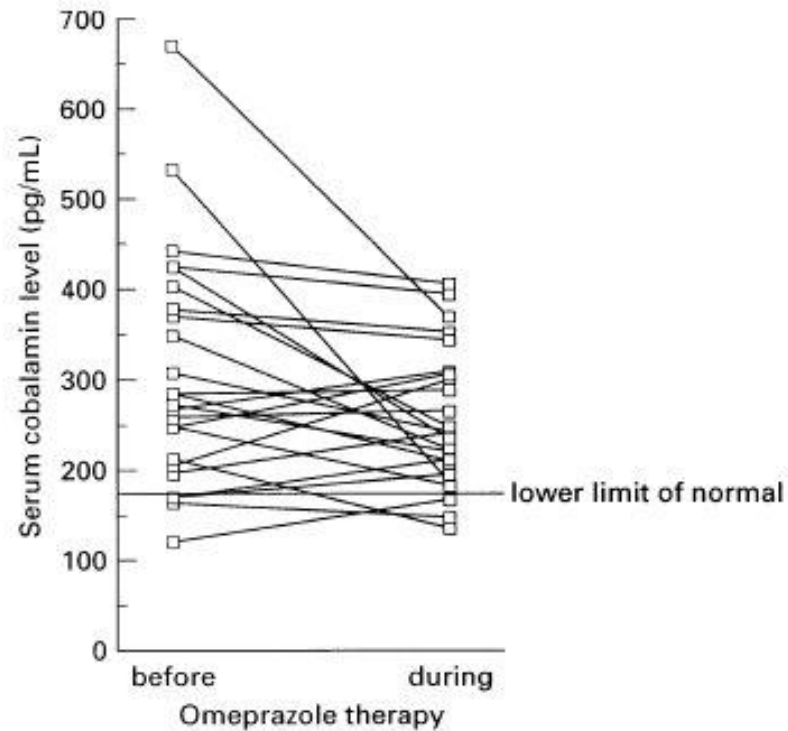 700
600
500
400
300
200
100
0
Serum cobalamin level (pg/mL)
lower limit of normal
before
during
Omeprazole therapy